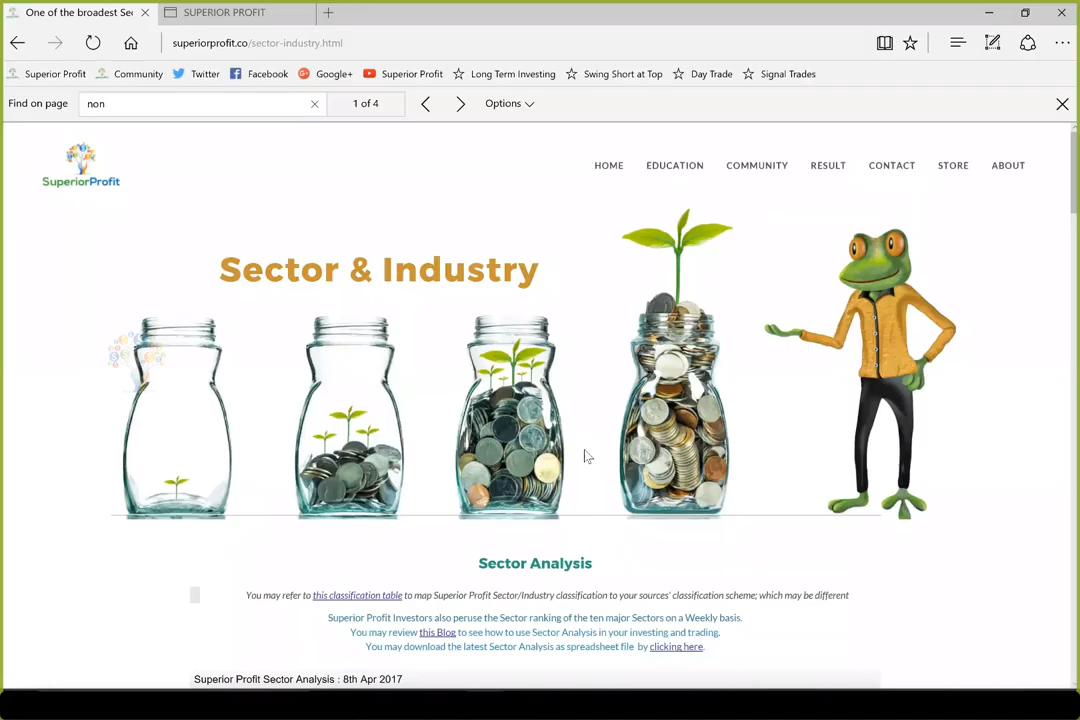 One of the broadest Sec
SUPERIOR PROFIT
superiorprofit.co/sector-industry.html
Superior Profit
Community
Twitter
Facebook
Google+
Superior Profit
Long Term Investing
Swing Short at Top
Day Trade
Signal Trades
Find on page
non
1 of 4
Options
SuperiorProfit
HOME
EDUCATION
COMMUNITY
RESULT
CONTACT
STORE
ABOUT
Sector & Industry
Sector Analysis
You may refer to this classification table to map Superior Profit Sector/Industry classification to your sources' classification scheme; which may be different
Superior Profit Investors also peruse the Sector ranking of the ten major Sectors on a Weekly basis.
You may review this Blog to see how to use Sector Analysis in your investing and trading.
You may download the latest Sector Analysis as spreadsheet file by clicking here.
Superior Profit Sector Analysis : 8th Apr 2017